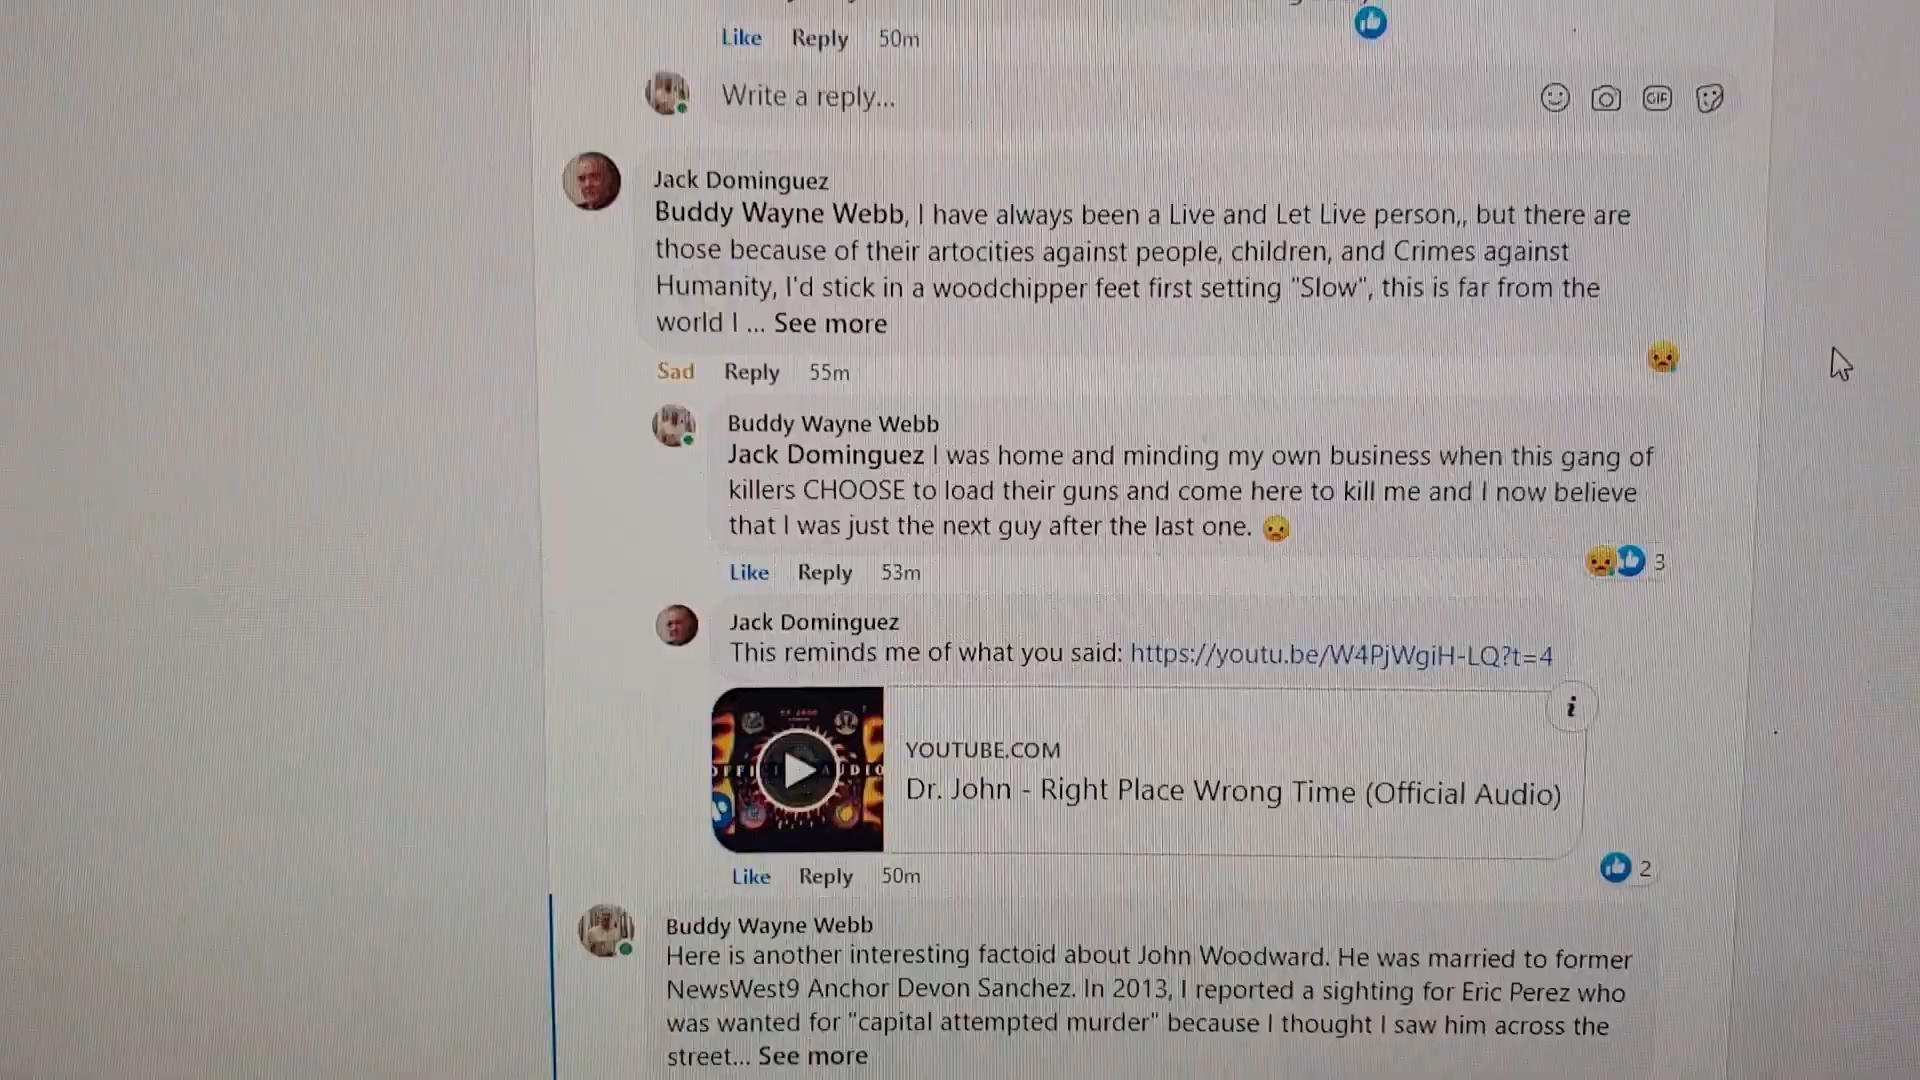 Like Reply 50m
Write a reply...
GIF
Jack Dominguez
Buddy Wayne Webb, I have always been a Live and Let Live person,, but there are
those because of their artocities against people, children, and Crimes against
Humanity, I'd stick in a woodchipper feet first setting "Slow", this is far from the
world I ... See more
Sad Reply 55m
Buddy Wayne Webb
Jack Dominguez I was home and minding my own business when this gang of
killers CHOOSE to load their guns and come here to kill me and I now believe
that I was just the next guy after the last one.
3
Like Reply 53m
Jack Dominguez
This reminds me of what you said: https://youtu.be/W4PjWgiH-LQ?t=4
i
YOUTUBE.COM
Dr. John - Right Place Wrong Time (Official Audio)
Like Reply 50m
2
Buddy Wayne Webb
Here is another interesting factoid about John Woodward. He was married to former
NewsWest9 Anchor Devon Sanchez. In 2013, I reported a sighting for Eric Perez who
was wanted for "capital attempted murder" because I thought I saw him across the
street... See more